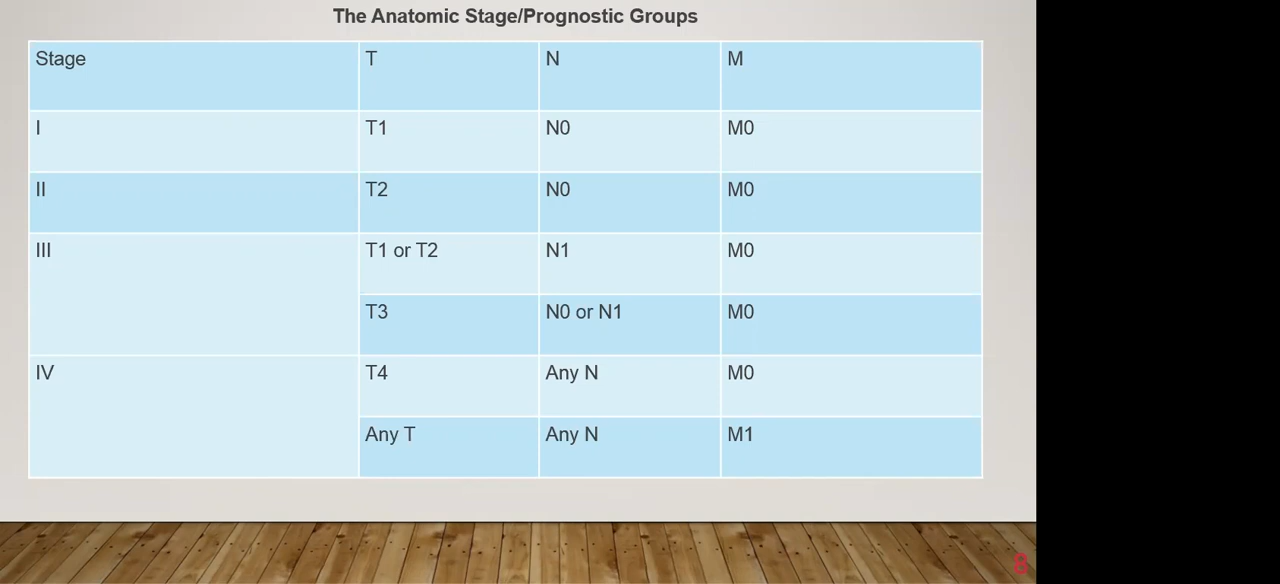 The Anatomic Stage/Prognostic Groups
Stage T N M
I T1 N0 M0
II T2 N0 M0
III T1 or T2 N1 M0
T3 N0 or N1 M0
IV T4 Any N M0
Any T Any N M1
8